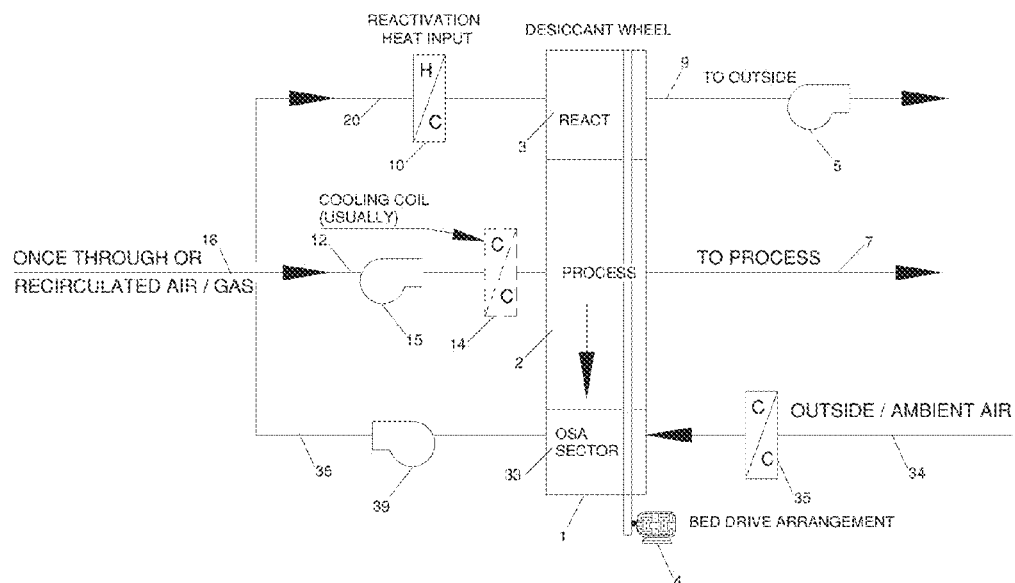 REACTIVATION
HEAT INPUT
DESICCANT WHEEL
H
C
20
10
REACT
3
9
TO OUTSIDE
5
COOLING COIL
(USUALLY)
C
C
18
12
ONCE THROUGH OR
RECIRCULATED AIR / GAS
15
14
PROCESS
2
TO PROCESS
7
OSA
SECTOR
33
C
C
OUTSIDE / AMBIENT AIR
34
35
38
39
1
BED DRIVE ARRANGEMENT
4